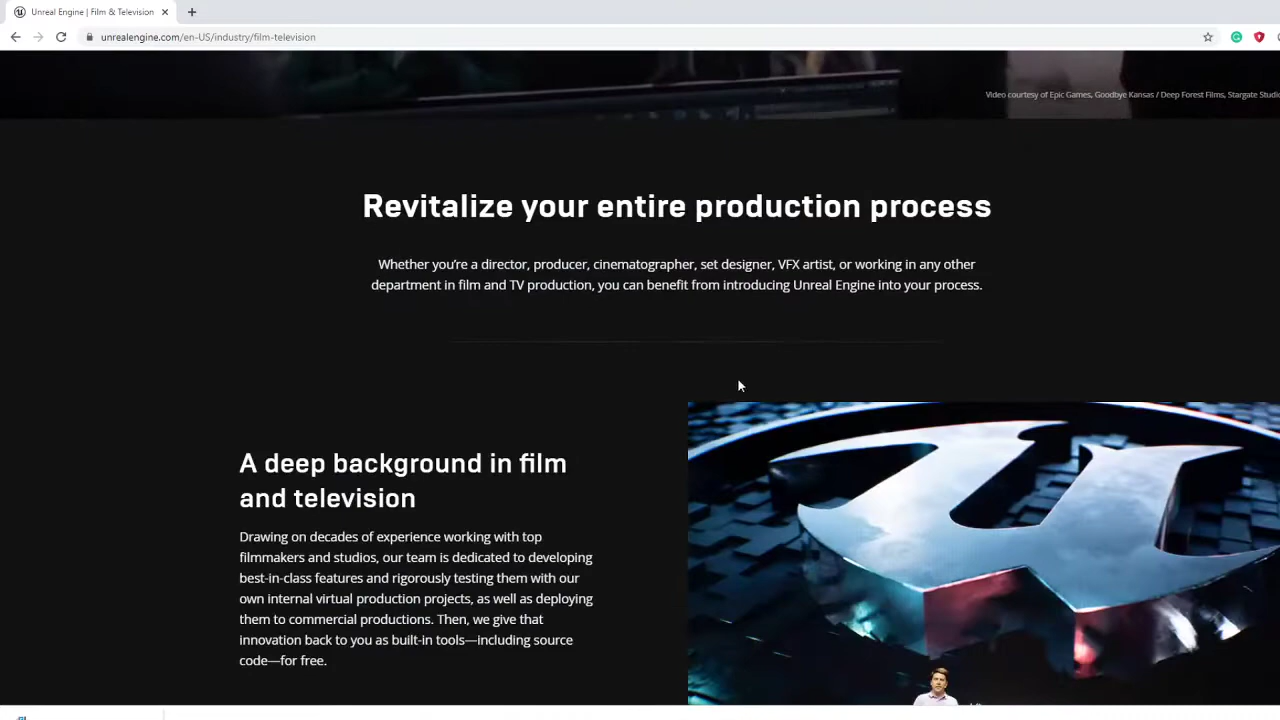 Unreal Engine | Film & Television
unrealengine.com/en-US/industry/film-television
Video courtesy of Epic Games, Goodbye Kansas / Deep Forest Films, Stargate Studio
Revitalize your entire production process
Whether you're a director, producer, cinematographer, set designer, VFX artist, or working in any other
department in film and TV production, you can benefit from introducing Unreal Engine into your process.
A deep background in film
and television
Drawing on decades of experience working with top
filmmakers and studios, our team is dedicated to developing
best-in-class features and rigorously testing them with our
own internal virtual production projects, as well as deploying
them to commercial productions. Then, we give that
innovation back to you as built-in tools—including source
code—for free.